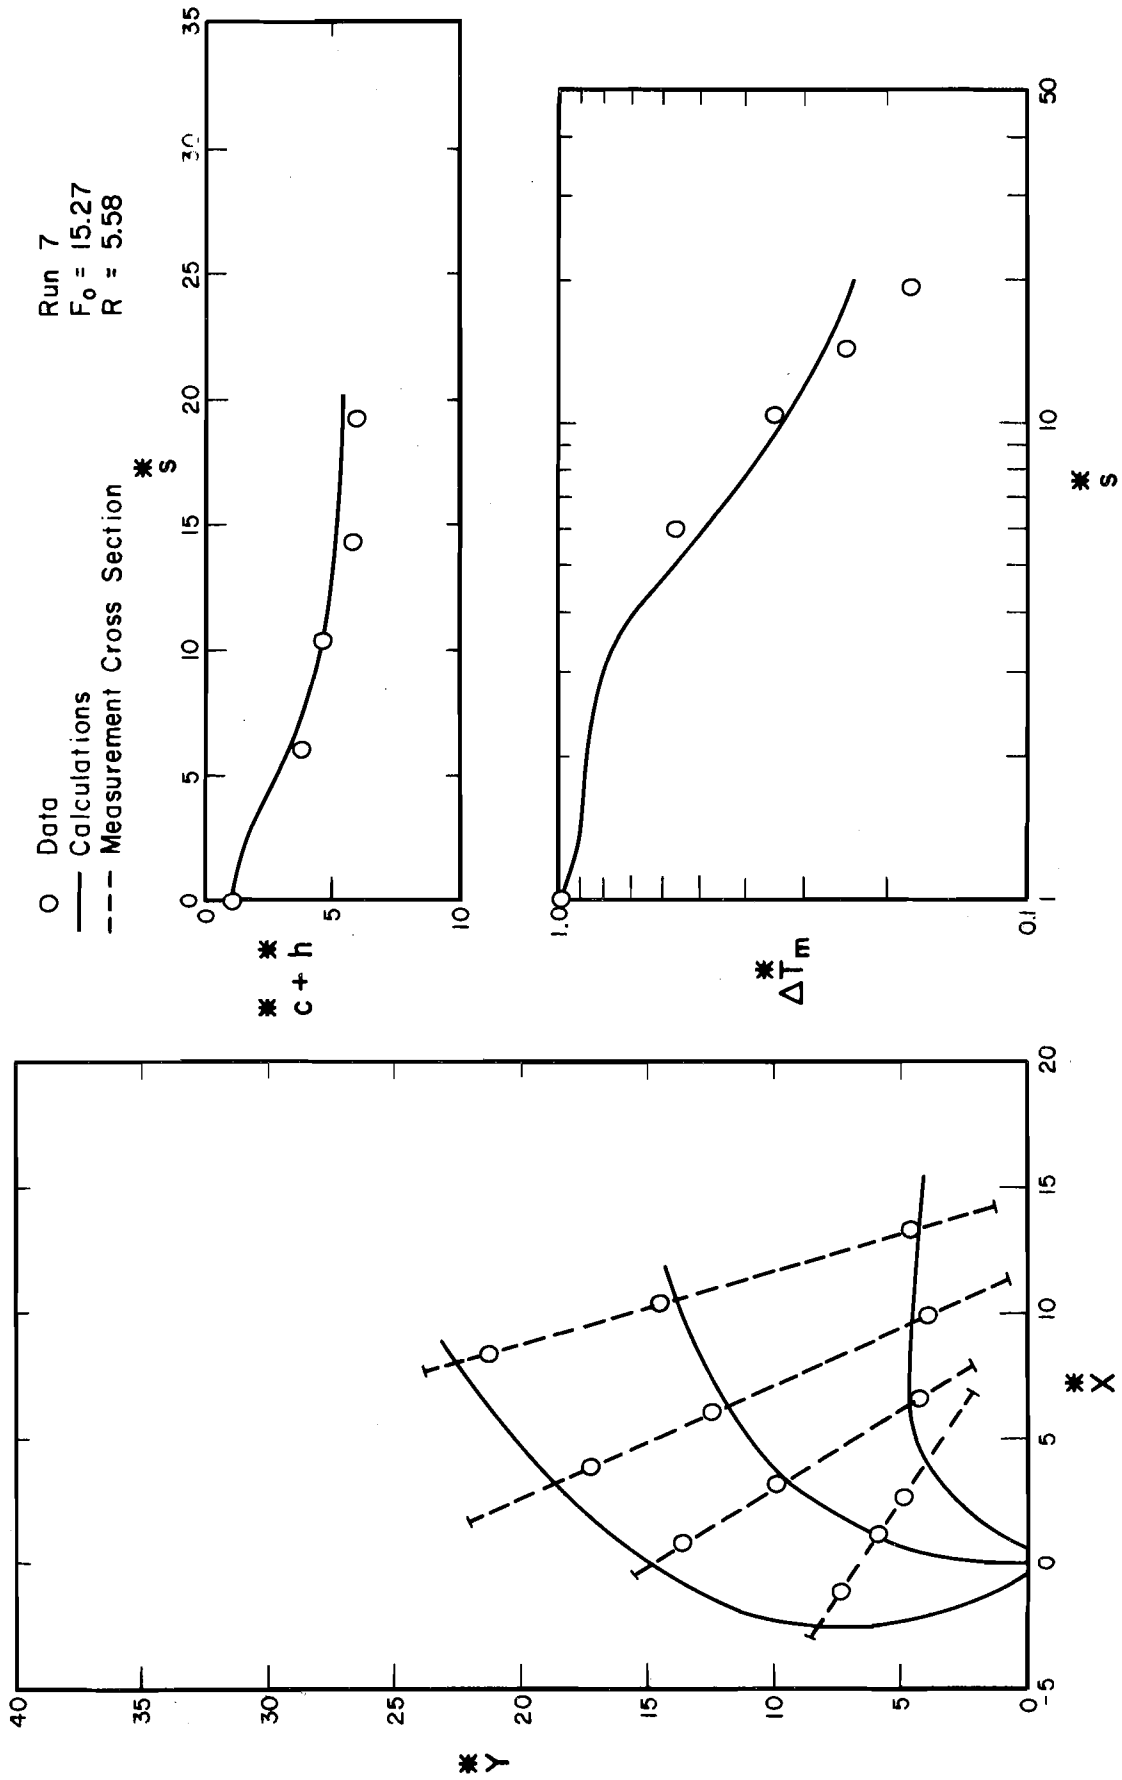 O Data
Calculations
Measurement Cross Section
Run 7
F₀ = 15.27
R = 5.58
*
s
0 5 10 15 20 25 30 35
0
5
10
* *
c + h
1.0
0.1
*
ΔTm
1 10 50
*
s
40
35
30
25
20
15
10
5
0
*
Y
-5 0 5 10 15 20
*
X